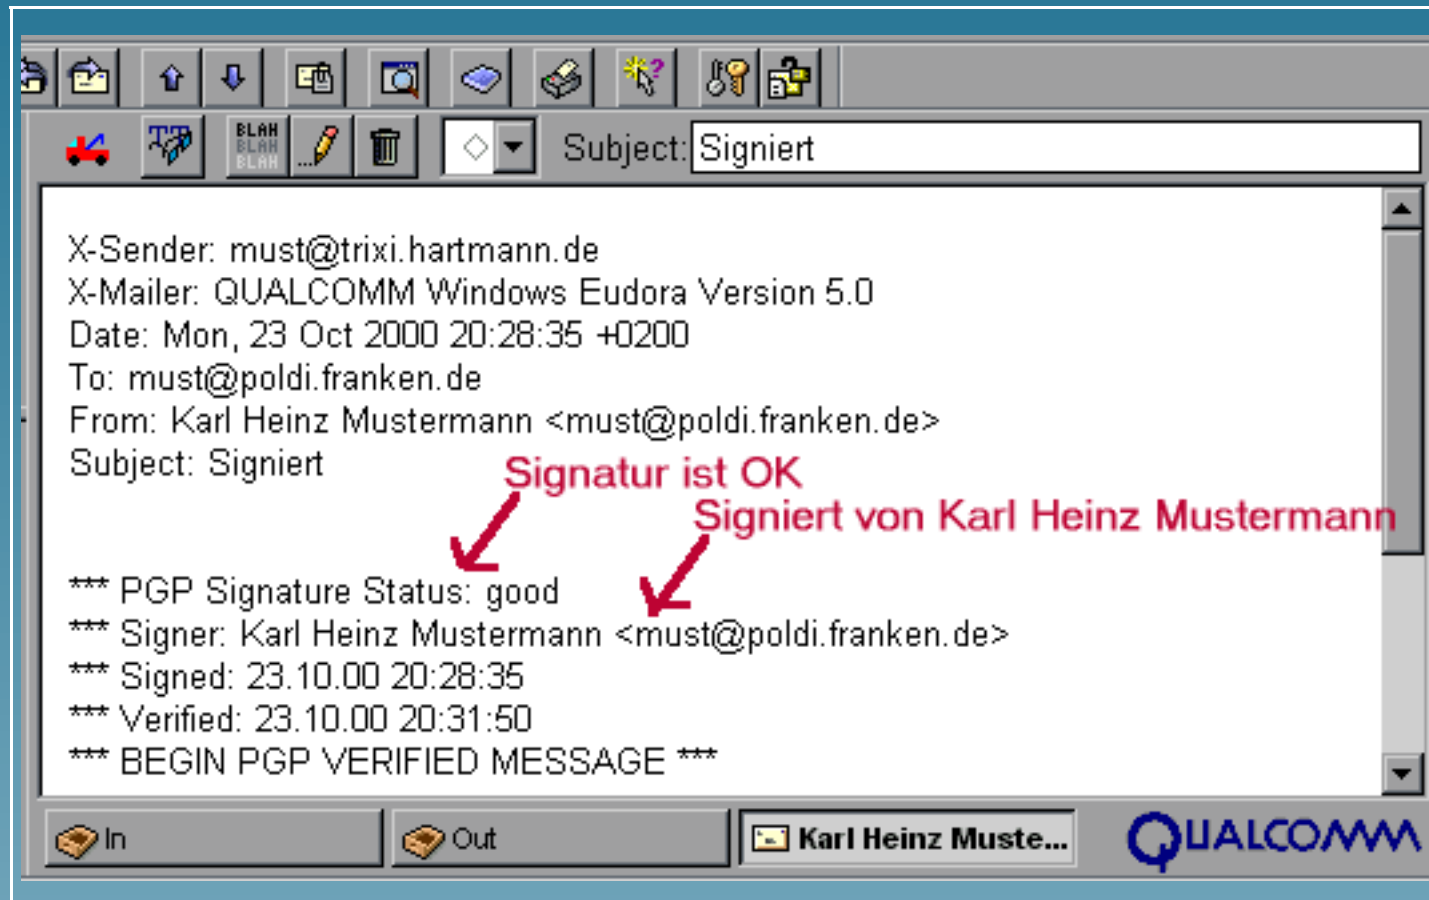 BLAH
BLAH
BLAH
Subject: Signiert
X-Sender: must@trixi.hartmann.de
X-Mailer: QUALCOMM Windows Eudora Version 5.0
Date: Mon, 23 Oct 2000 20:28:35 +0200
To: must@poldi.franken.de
From: Karl Heinz Mustermann <must@poldi.franken.de>
Subject: Signiert
Signatur ist OK
Signiert von Karl Heinz Mustermann
*** PGP Signature Status: good
*** Signer: Karl Heinz Mustermann <must@poldi.franken.de>
*** Signed: 23.10.00 20:28:35
*** Verified: 23.10.00 20:31:50
*** BEGIN PGP VERIFIED MESSAGE ***
In
Out
Karl Heinz Muste...
QUALCOMM